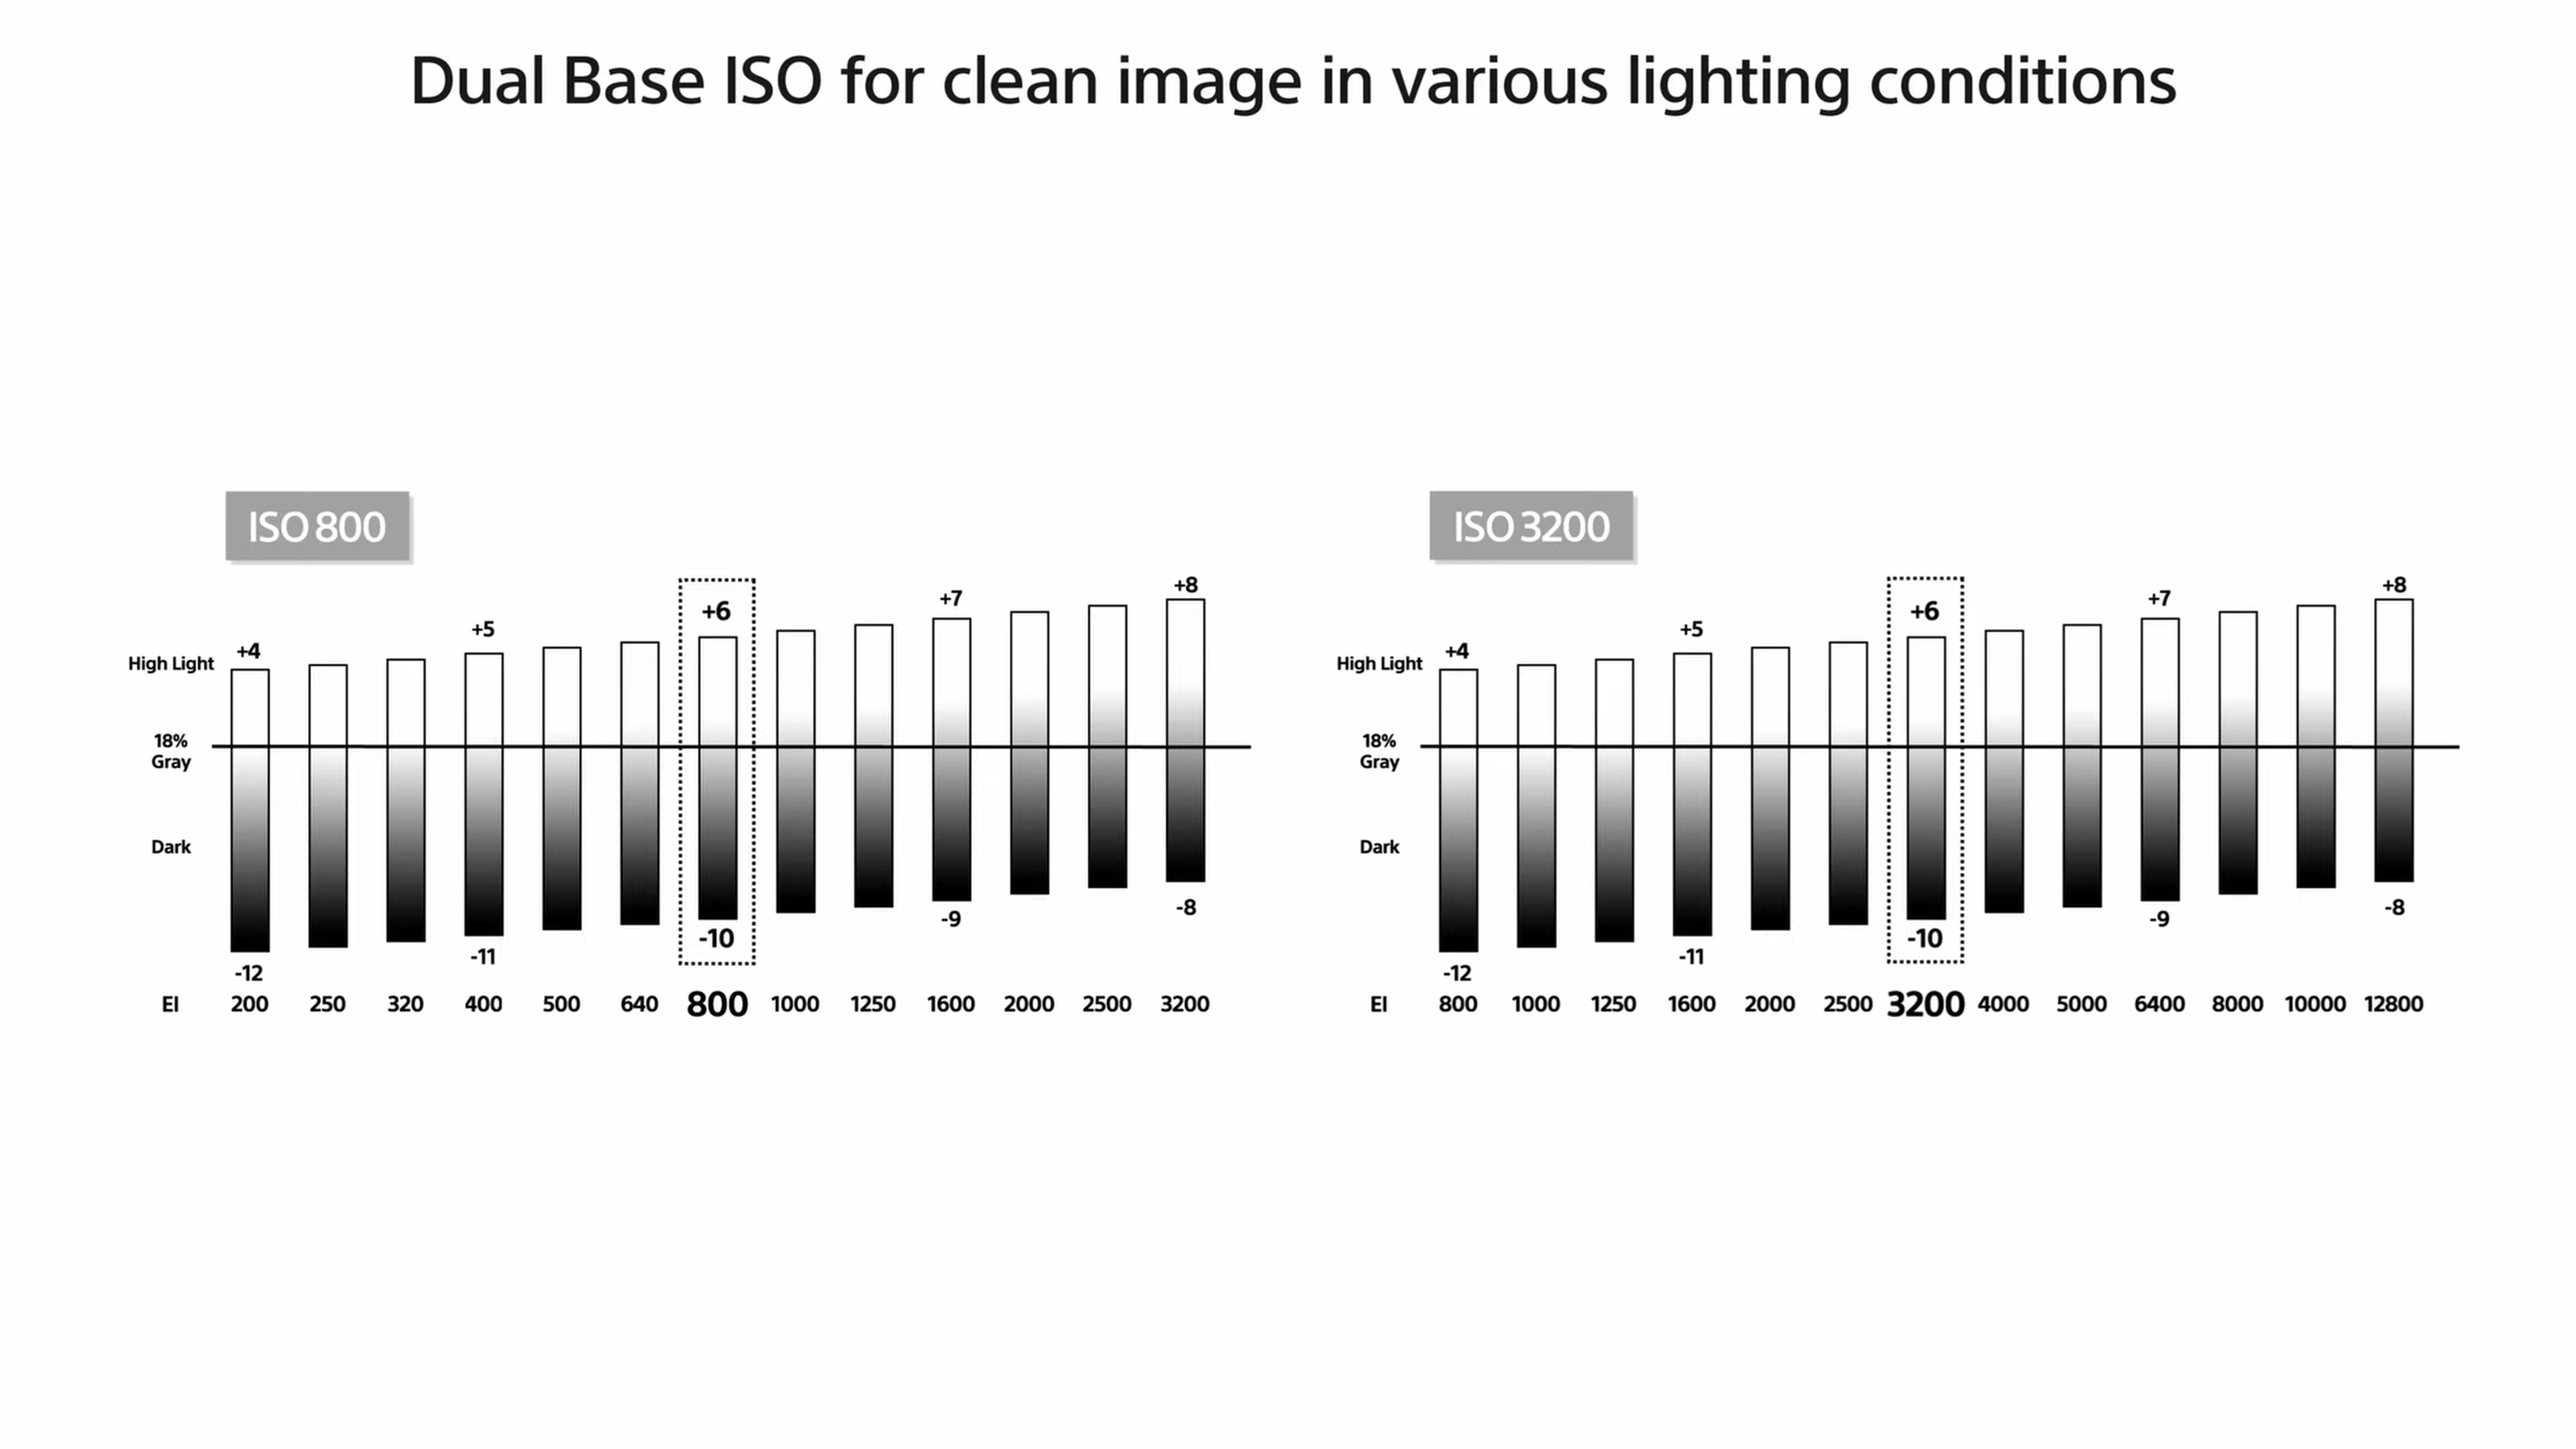 Dual Base ISO for clean image in various lighting conditions
ISO 800
+4 +5 +6 +7 +8
High Light
18%
Gray
Dark
-12 -11 -10 -9 -8
EI 200 250 320 400 500 640 800 1000 1250 1600 2000 2500 3200
ISO 3200
+4 +5 +6 +7 +8
High Light
18%
Gray
Dark
-12 -11 -10 -9 -8
EI 800 1000 1250 1600 2000 2500 3200 4000 5000 6400 8000 10000 12800